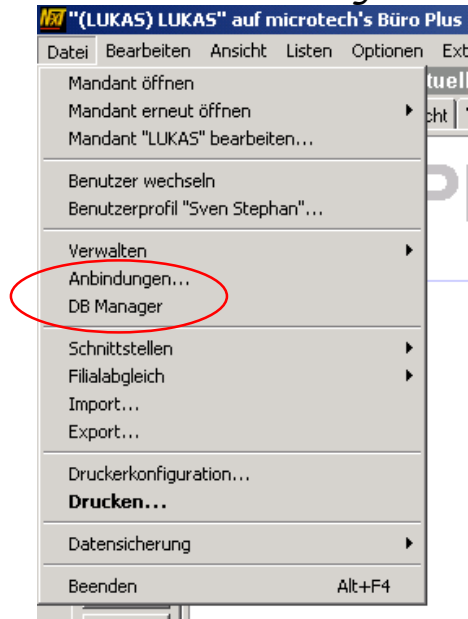 "(LUKAS) LUKAS" auf microtech's Büro Plus
Datei Bearbeiten Ansicht Listen Optionen
Mandant öffnen
Mandant erneut öffnen
Mandant "LUKAS" bearbeiten...
Benutzer wechseln
Benutzerprofil "Sven Stephan"...
Verwalten
Anbindungen...
DB Manager
Schnittstellen
Filialabgleich
Import...
Export...
Druckerkonfiguration...
Drucken...
Datensicherung
Beenden Alt+F4